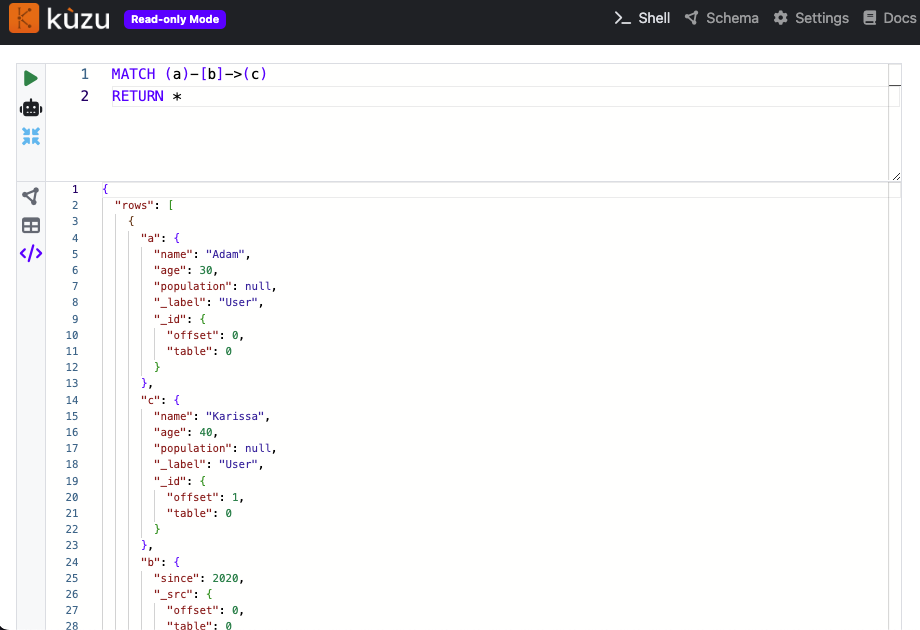 kùzu Read-only Mode Shell Schema Settings Docs
1 MATCH (a)-[b]->(c)
2 RETURN *
1 {
2 "rows": [
3 {
4 "a": {
5 "name": "Adam",
6 "age": 30,
7 "population": null,
8 "_label": "User",
9 "_id": {
10 "offset": 0,
11 "table": 0
12 }
13 },
14 "c": {
15 "name": "Karissa",
16 "age": 40,
17 "population": null,
18 "_label": "User",
19 "_id": {
20 "offset": 1,
21 "table": 0
22 }
23 },
24 "b": {
25 "since": 2020,
26 "_src": {
27 "offset": 0,
28 "table": 0